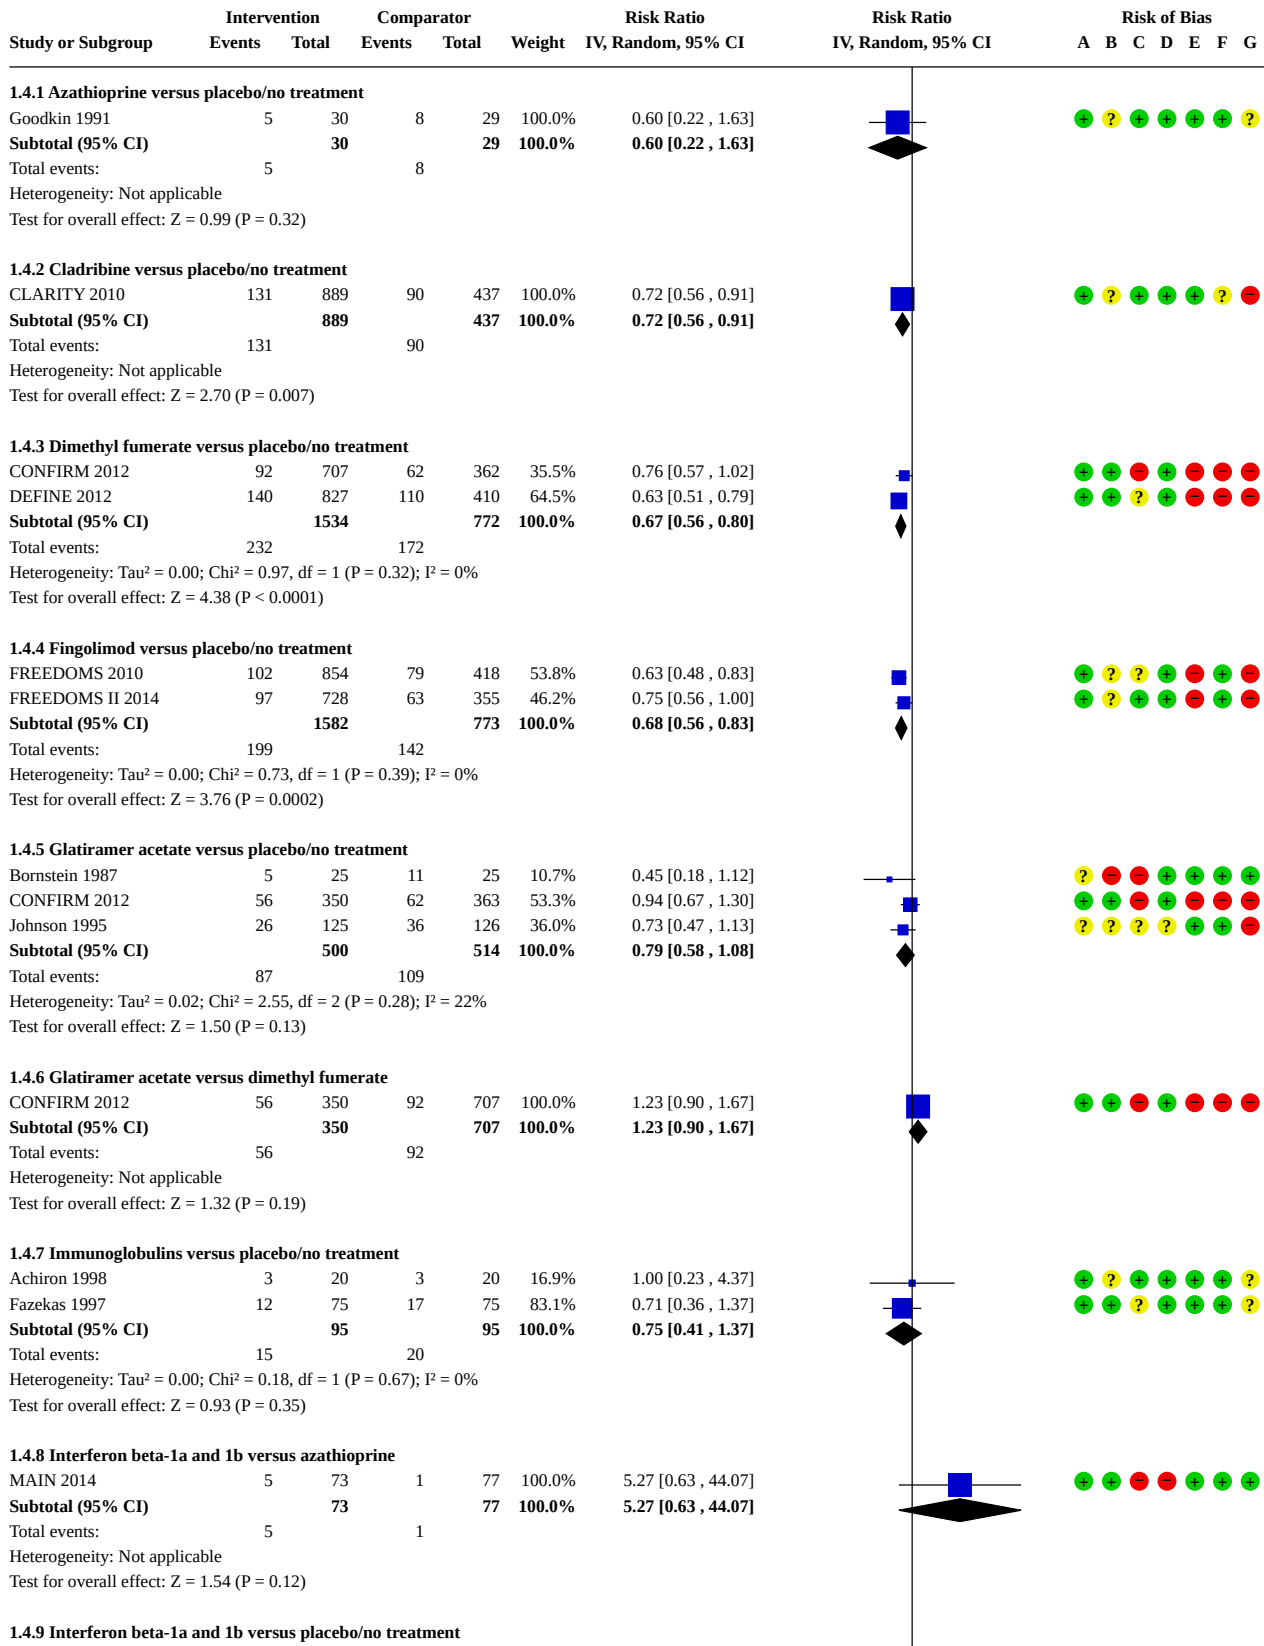 Intervention Comparator Risk Ratio Risk Ratio Risk of Bias
Study or Subgroup Events Total Events Total Weight IV, Random, 95% CI IV, Random, 95% CI A B C D E F G
1.4.1 Azathioprine versus placebo/no treatment
Goodkin 1991 5 30 8 29 100.0% 0.60 [0.22 , 1.63] + ? + + + + ?
Subtotal (95% CI) 30 29 100.0% 0.60 [0.22 , 1.63]
Total events: 5 8
Heterogeneity: Not applicable
Test for overall effect: Z = 0.99 (P = 0.32)
1.4.2 Cladribine versus placebo/no treatment
CLARITY 2010 131 889 90 437 100.0% 0.72 [0.56 , 0.91] + ? + + + ? −
Subtotal (95% CI) 889 437 100.0% 0.72 [0.56 , 0.91]
Total events: 131 90
Heterogeneity: Not applicable
Test for overall effect: Z = 2.70 (P = 0.007)
1.4.3 Dimethyl fumerate versus placebo/no treatment
CONFIRM 2012 92 707 62 362 35.5% 0.76 [0.57 , 1.02] + + − + − − −
DEFINE 2012 140 827 110 410 64.5% 0.63 [0.51 , 0.79] + + ? + − − −
Subtotal (95% CI) 1534 772 100.0% 0.67 [0.56 , 0.80]
Total events: 232 172
Heterogeneity: Tau² = 0.00; Chi² = 0.97, df = 1 (P = 0.32); I² = 0%
Test for overall effect: Z = 4.38 (P < 0.0001)
1.4.4 Fingolimod versus placebo/no treatment
FREEDOMS 2010 102 854 79 418 53.8% 0.63 [0.48 , 0.83] + ? ? + − + −
FREEDOMS II 2014 97 728 63 355 46.2% 0.75 [0.56 , 1.00] + ? + + − + −
Subtotal (95% CI) 1582 773 100.0% 0.68 [0.56 , 0.83]
Total events: 199 142
Heterogeneity: Tau² = 0.00; Chi² = 0.73, df = 1 (P = 0.39); I² = 0%
Test for overall effect: Z = 3.76 (P = 0.0002)
1.4.5 Glatiramer acetate versus placebo/no treatment
Bornstein 1987 5 25 11 25 10.7% 0.45 [0.18 , 1.12] ? − − + + + +
CONFIRM 2012 56 350 62 363 53.3% 0.94 [0.67 , 1.30] + + − + − − −
Johnson 1995 26 125 36 126 36.0% 0.73 [0.47 , 1.13] ? ? ? ? + + −
Subtotal (95% CI) 500 514 100.0% 0.79 [0.58 , 1.08]
Total events: 87 109
Heterogeneity: Tau² = 0.02; Chi² = 2.55, df = 2 (P = 0.28); I² = 22%
Test for overall effect: Z = 1.50 (P = 0.13)
1.4.6 Glatiramer acetate versus dimethyl fumerate
CONFIRM 2012 56 350 92 707 100.0% 1.23 [0.90 , 1.67] + + − + − − −
Subtotal (95% CI) 350 707 100.0% 1.23 [0.90 , 1.67]
Total events: 56 92
Heterogeneity: Not applicable
Test for overall effect: Z = 1.32 (P = 0.19)
1.4.7 Immunoglobulins versus placebo/no treatment
Achiron 1998 3 20 3 20 16.9% 1.00 [0.23 , 4.37] + ? + + + + ?
Fazekas 1997 12 75 17 75 83.1% 0.71 [0.36 , 1.37] + + ? + + + ?
Subtotal (95% CI) 95 95 100.0% 0.75 [0.41 , 1.37]
Total events: 15 20
Heterogeneity: Tau² = 0.00; Chi² = 0.18, df = 1 (P = 0.67); I² = 0%
Test for overall effect: Z = 0.93 (P = 0.35)
1.4.8 Interferon beta-1a and 1b versus azathioprine
MAIN 2014 5 73 1 77 100.0% 5.27 [0.63 , 44.07] + + − − + + +
Subtotal (95% CI) 73 77 100.0% 5.27 [0.63 , 44.07]
Total events: 5 1
Heterogeneity: Not applicable
Test for overall effect: Z = 1.54 (P = 0.12)
1.4.9 Interferon beta-1a and 1b versus placebo/no treatment